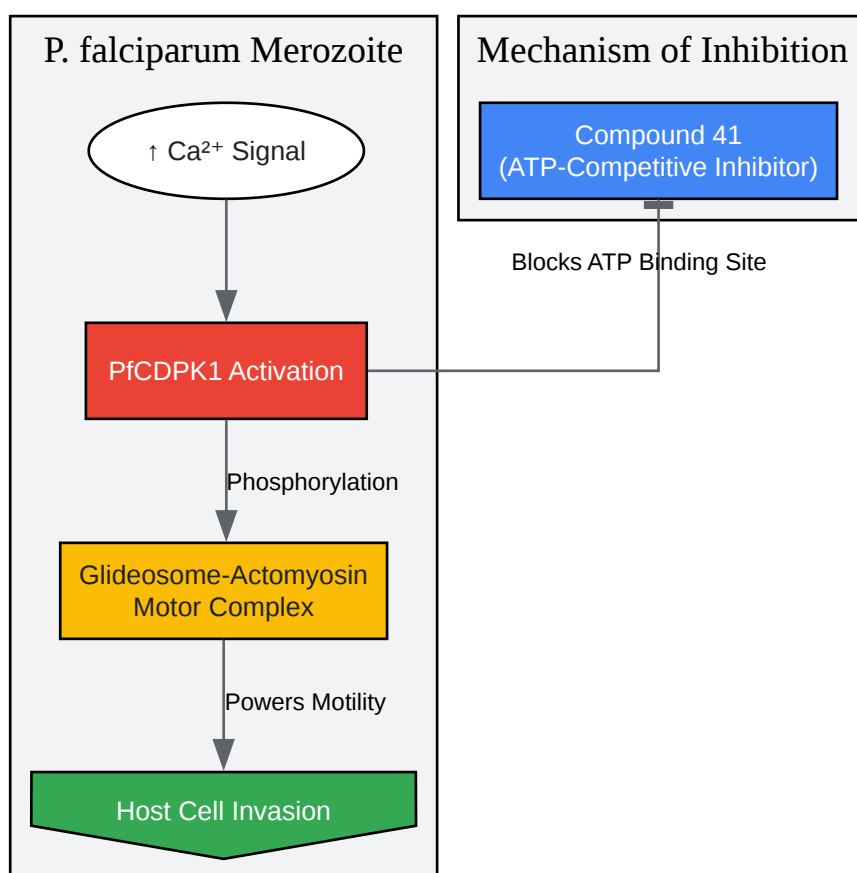 P. falciparum Merozoite
↑ Ca²⁺ Signal
PfCDPK1 Activation
Phosphorylation
Glideosome-Actomyosin
Motor Complex
Powers Motility
Host Cell Invasion
Mechanism of Inhibition
Compound 41
(ATP-Competitive Inhibitor)
Blocks ATP Binding Site